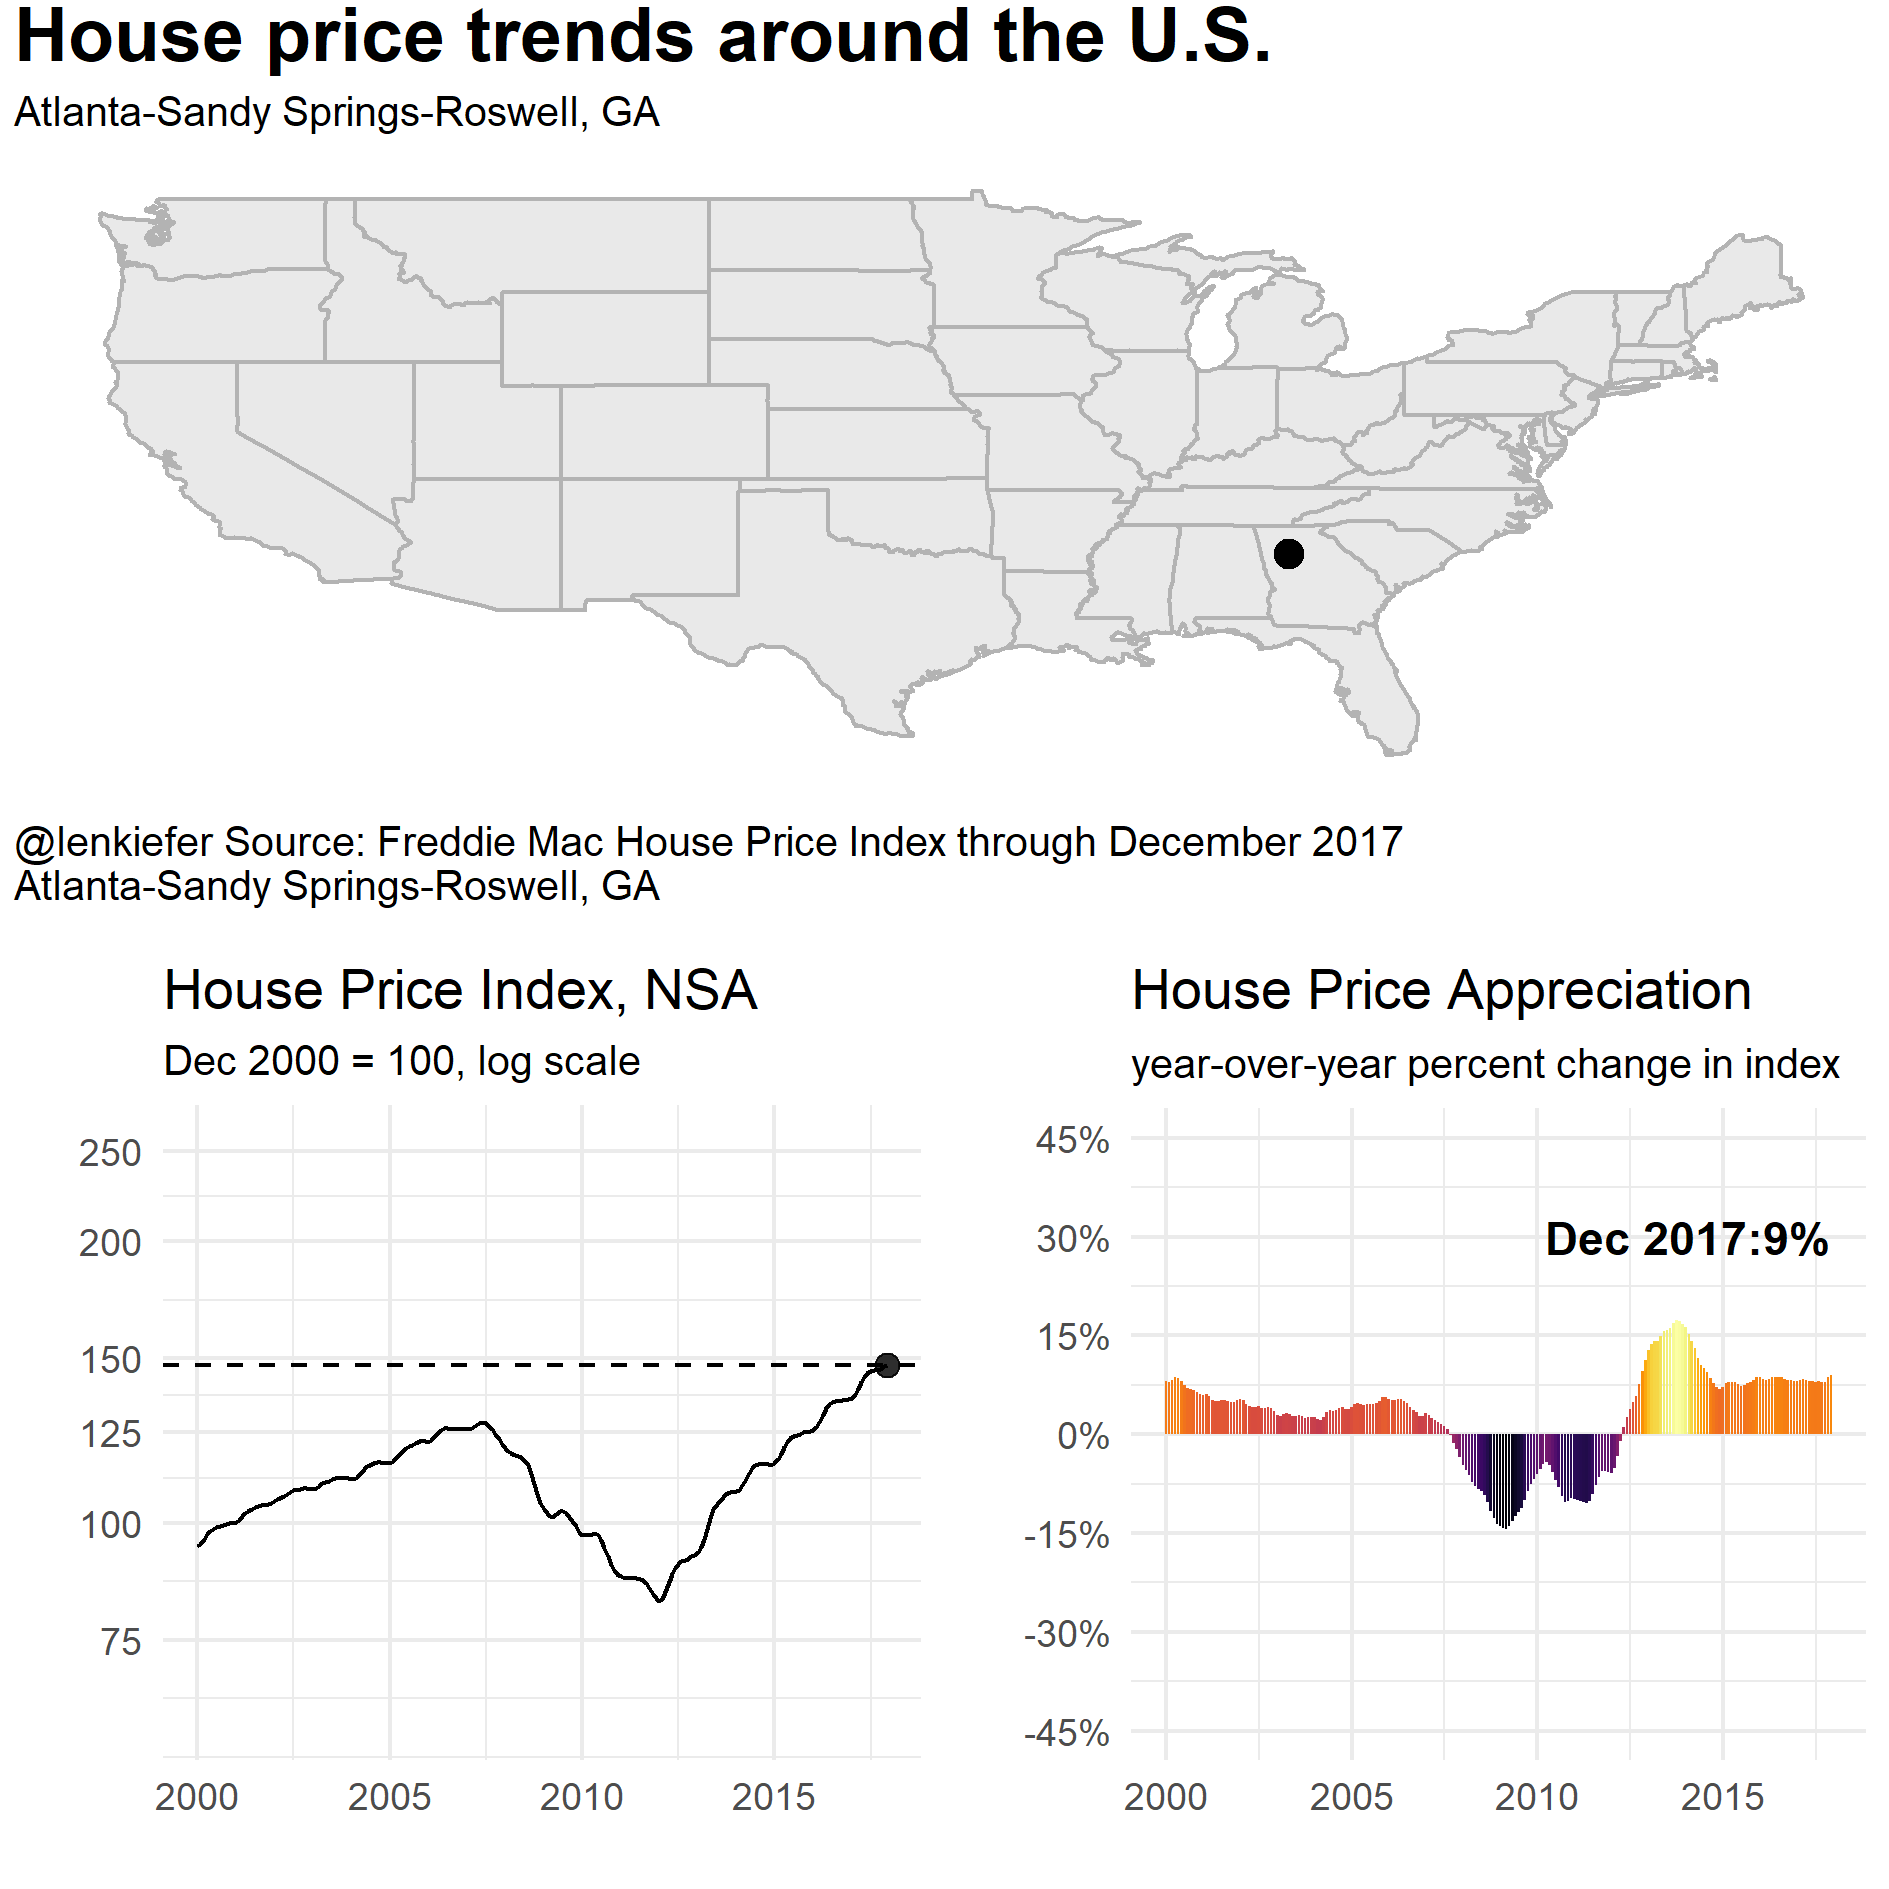 House price trends around the U.S.
Atlanta-Sandy Springs-Roswell, GA
@lenkiefer Source: Freddie Mac House Price Index through December 2017
Atlanta-Sandy Springs-Roswell, GA
House Price Index, NSA
Dec 2000 = 100, log scale
250
200
150
125
100
75
2000 2005 2010 2015
House Price Appreciation
year-over-year percent change in index
45%
30%
15%
0%
-15%
-30%
-45%
Dec 2017:9%
2000 2005 2010 2015